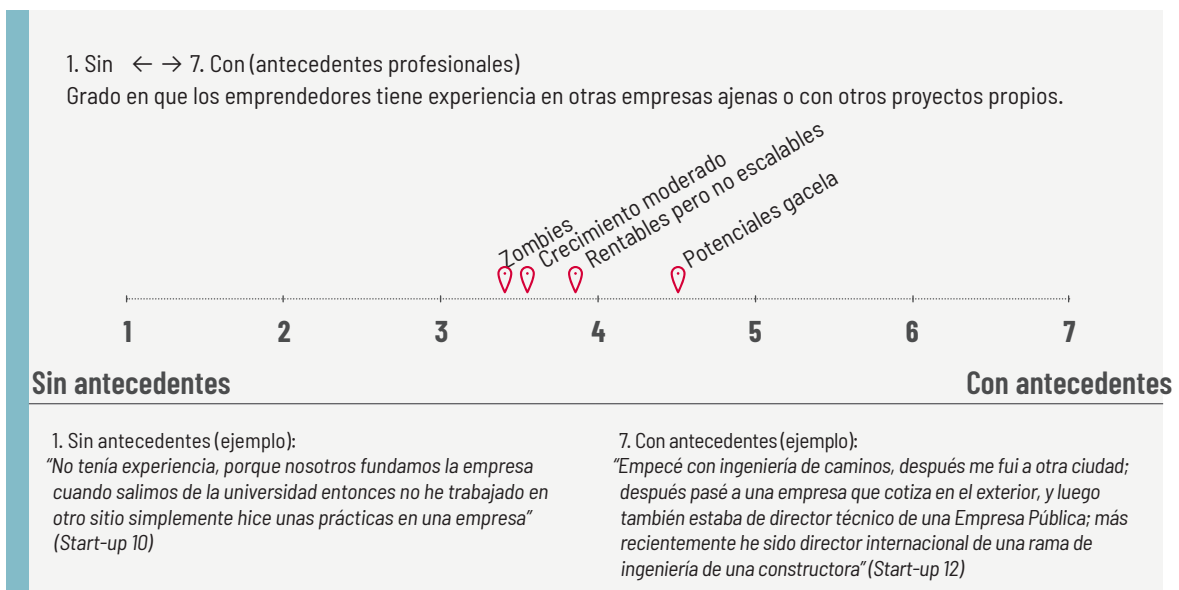 1. Sin ← → 7. Con (antecedentes profesionales)
Grado en que los emprendedores tiene experiencia en otras empresas ajenas o con otros proyectos propios.
Zombies
Crecimiento moderado
Rentables pero no escalables
Potenciales gacela
1 2 3 4 5 6 7
Sin antecedentes Con antecedentes
1. Sin antecedentes (ejemplo):
“No tenía experiencia, porque nosotros fundamos la empresa
cuando salimos de la universidad entonces no he trabajado en
otro sitio simplemente hice unas prácticas en una empresa”
(Start-up 10)
7. Con antecedentes (ejemplo):
“Empecé con ingeniería de caminos, después me fui a otra ciudad;
después pasé a una empresa que cotiza en el exterior, y luego
también estaba de director técnico de una Empresa Pública; más
recientemente he sido director internacional de una rama de
ingeniería de una constructora” (Start-up 12)